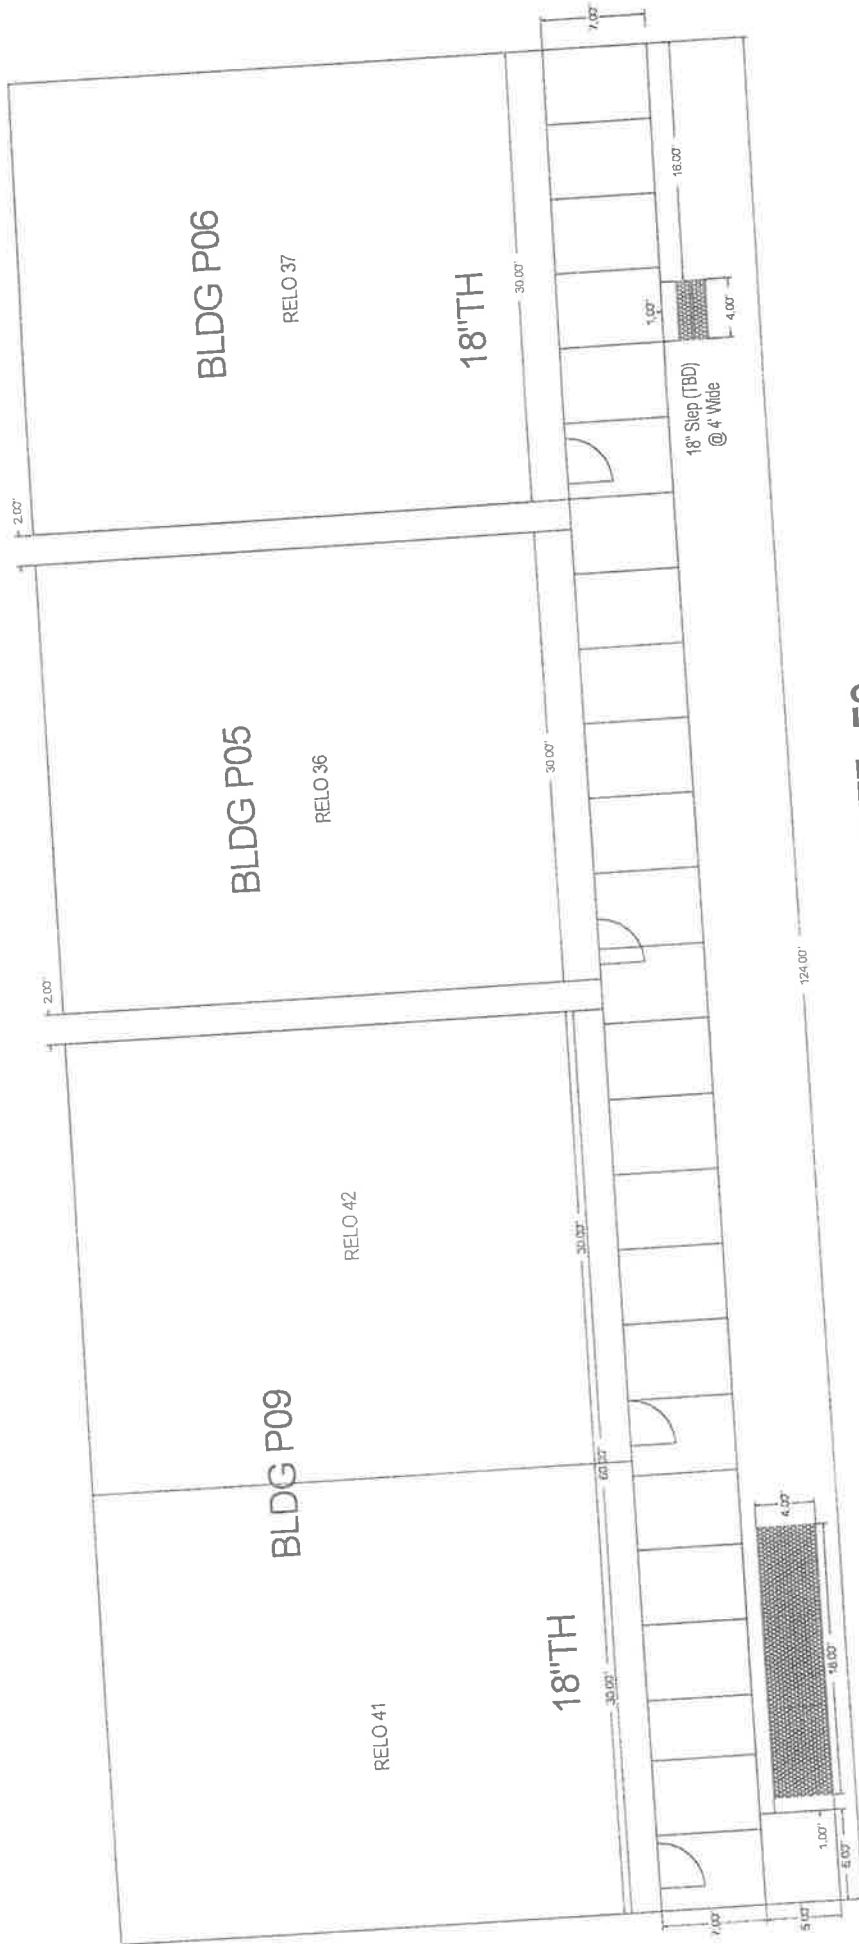 7.00'
BLDG P06
RELO 37
18"TH
30.00'
16.00'
1.00'
4.00'
18" Step (TBD)
@ 4' Wide
2.00'
BLDG P05
RELO 36
30.00'
2.00'
124.00'
RELO 42
BLDG P09
30.00'
60.00'
RELO 41
18"TH
30.00'
4.00'
18.00'
1.00'
6.00'
7.00'
5.00'